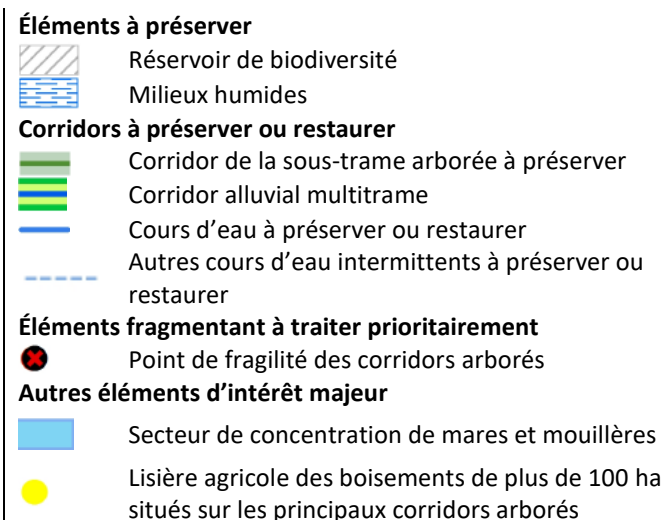 Éléments à préserver
Réservoir de biodiversité
Milieux humides
Corridors à préserver ou restaurer
Corridor de la sous-trame arborée à préserver
Corridor alluvial multitrame
Cours d’eau à préserver ou restaurer
Autres cours d’eau intermittents à préserver ou
restaurer
Éléments fragmentant à traiter prioritairement
Point de fragilité des corridors arborés
Autres éléments d’intérêt majeur
Secteur de concentration de mares et mouillères
Lisière agricole des boisements de plus de 100 ha
situés sur les principaux corridors arborés